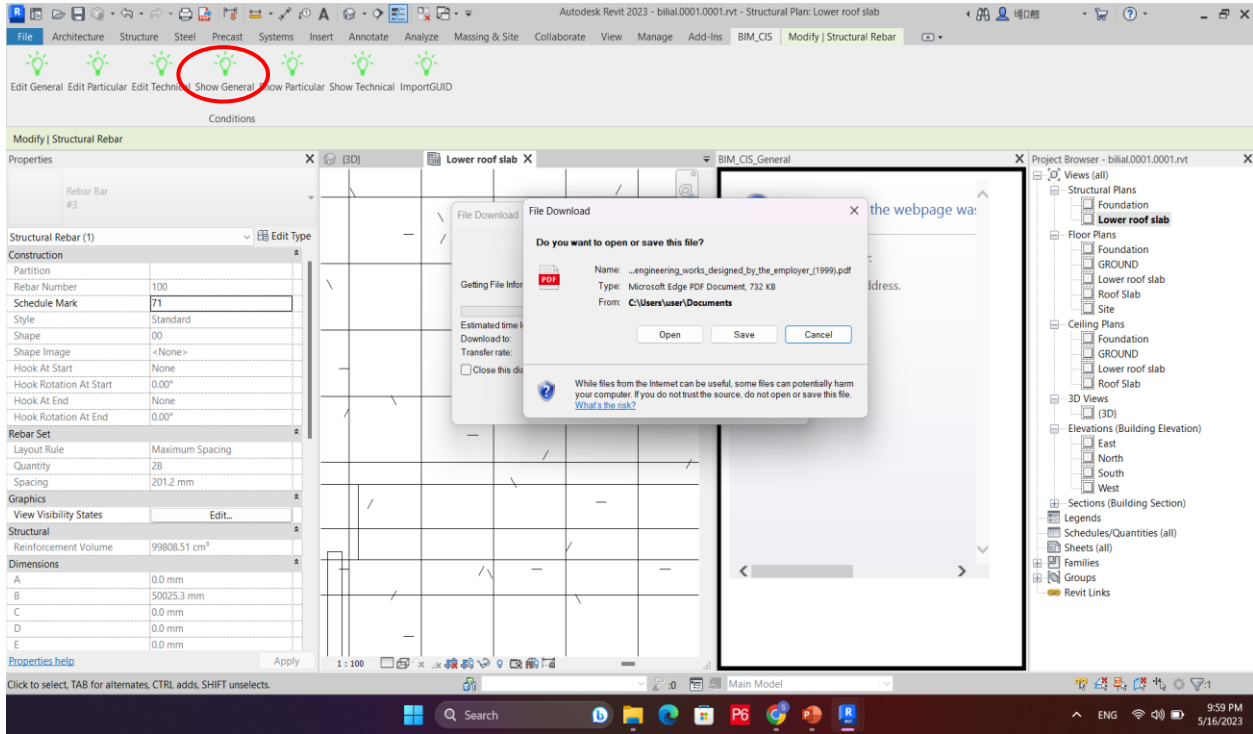 Autodesk Revit 2023 - bilial.0001.0001.rvt - Structural Plan: Lower roof slab
File Architecture Structure Steel Precast Systems Insert Annotate Analyze Massing & Site Collaborate View Manage Add-Ins BIM_CIS Modify | Structural Rebar
Edit General Edit Particular Edit Technical Show General Show Particular Show Technical ImportGUID
Conditions
Modify | Structural Rebar
Properties
Rebar Bar
#3
Structural Rebar (1) Edit Type
Construction
Partition
Rebar Number 100
Schedule Mark 71
Style Standard
Shape 00
Shape Image <None>
Hook At Start None
Hook Rotation At Start 0.00°
Hook At End None
Hook Rotation At End 0.00°
Rebar Set
Layout Rule Maximum Spacing
Quantity 28
Spacing 201.2 mm
Graphics
View Visibility States Edit...
Structural
Reinforcement Volume 99808.51 cm³
Dimensions
A 0.0 mm
B 50025.3 mm
C 0.0 mm
D 0.0 mm
E 0.0 mm
Properties help Apply
{3D} Lower roof slab
File Download
Getting File Infor
Estimated time l
Download to:
Transfer rate:
Close this dia
File Download
Do you want to open or save this file?
Name: ...engineering_works_designed_by_the_employer_(1999).pdf
PDF
Type: Microsoft Edge PDF Document, 732 KB
From: C:\Users\user\Documents
Open Save Cancel
While files from the Internet can be useful, some files can potentially harm
your computer. If you do not trust the source, do not open or save this file.
What's the risk?
BIM_CIS_General
the webpage was
ddress.
1 : 100
Project Browser - bilial.0001.0001.rvt
Views (all)
Structural Plans
Foundation
Lower roof slab
Floor Plans
Foundation
GROUND
Lower roof slab
Roof Slab
Site
Ceiling Plans
Foundation
GROUND
Lower roof slab
Roof Slab
3D Views
{3D}
Elevations (Building Elevation)
East
North
South
West
Sections (Building Section)
Legends
Schedules/Quantities (all)
Sheets (all)
Families
Groups
Revit Links
Click to select, TAB for alternates, CTRL adds, SHIFT unselects.
:0 Main Model :1
Search
P6
ENG
9:59 PM
5/16/2023